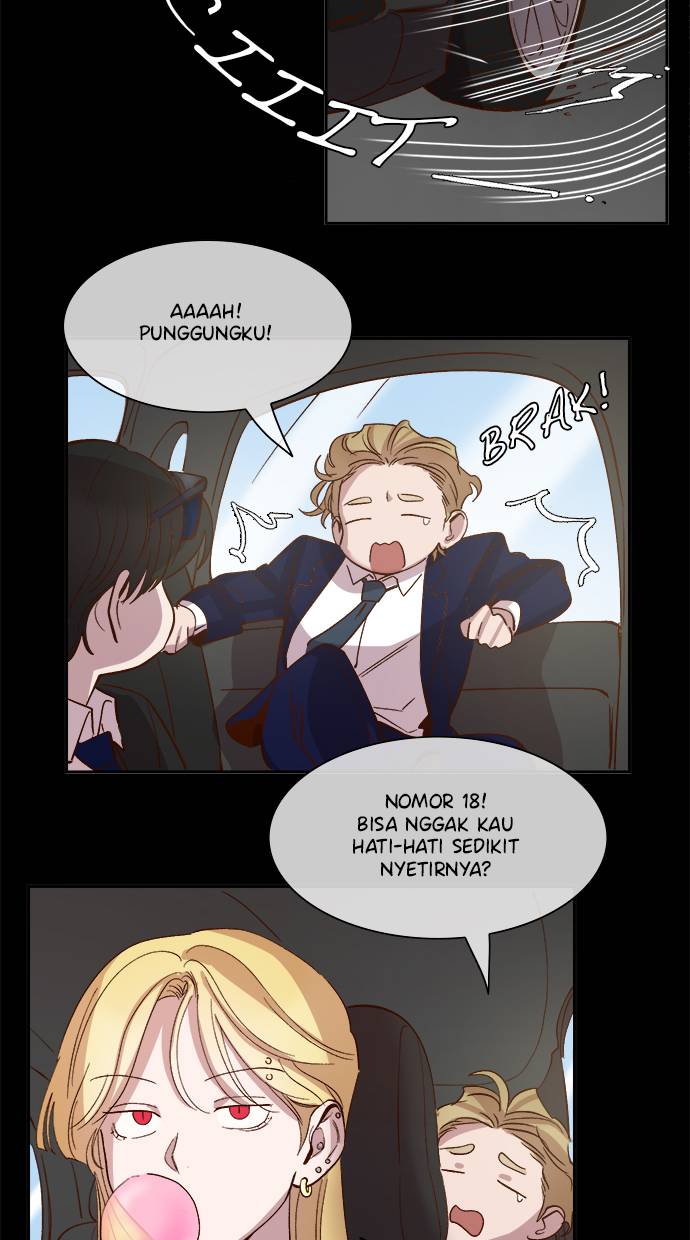 CIIIT
AAAAH!
PUNGGUNGKU!
BRAK!
NOMOR 18!
BISA NGGAK KAU
HATI-HATI SEDIKIT
NYETIRNYA?